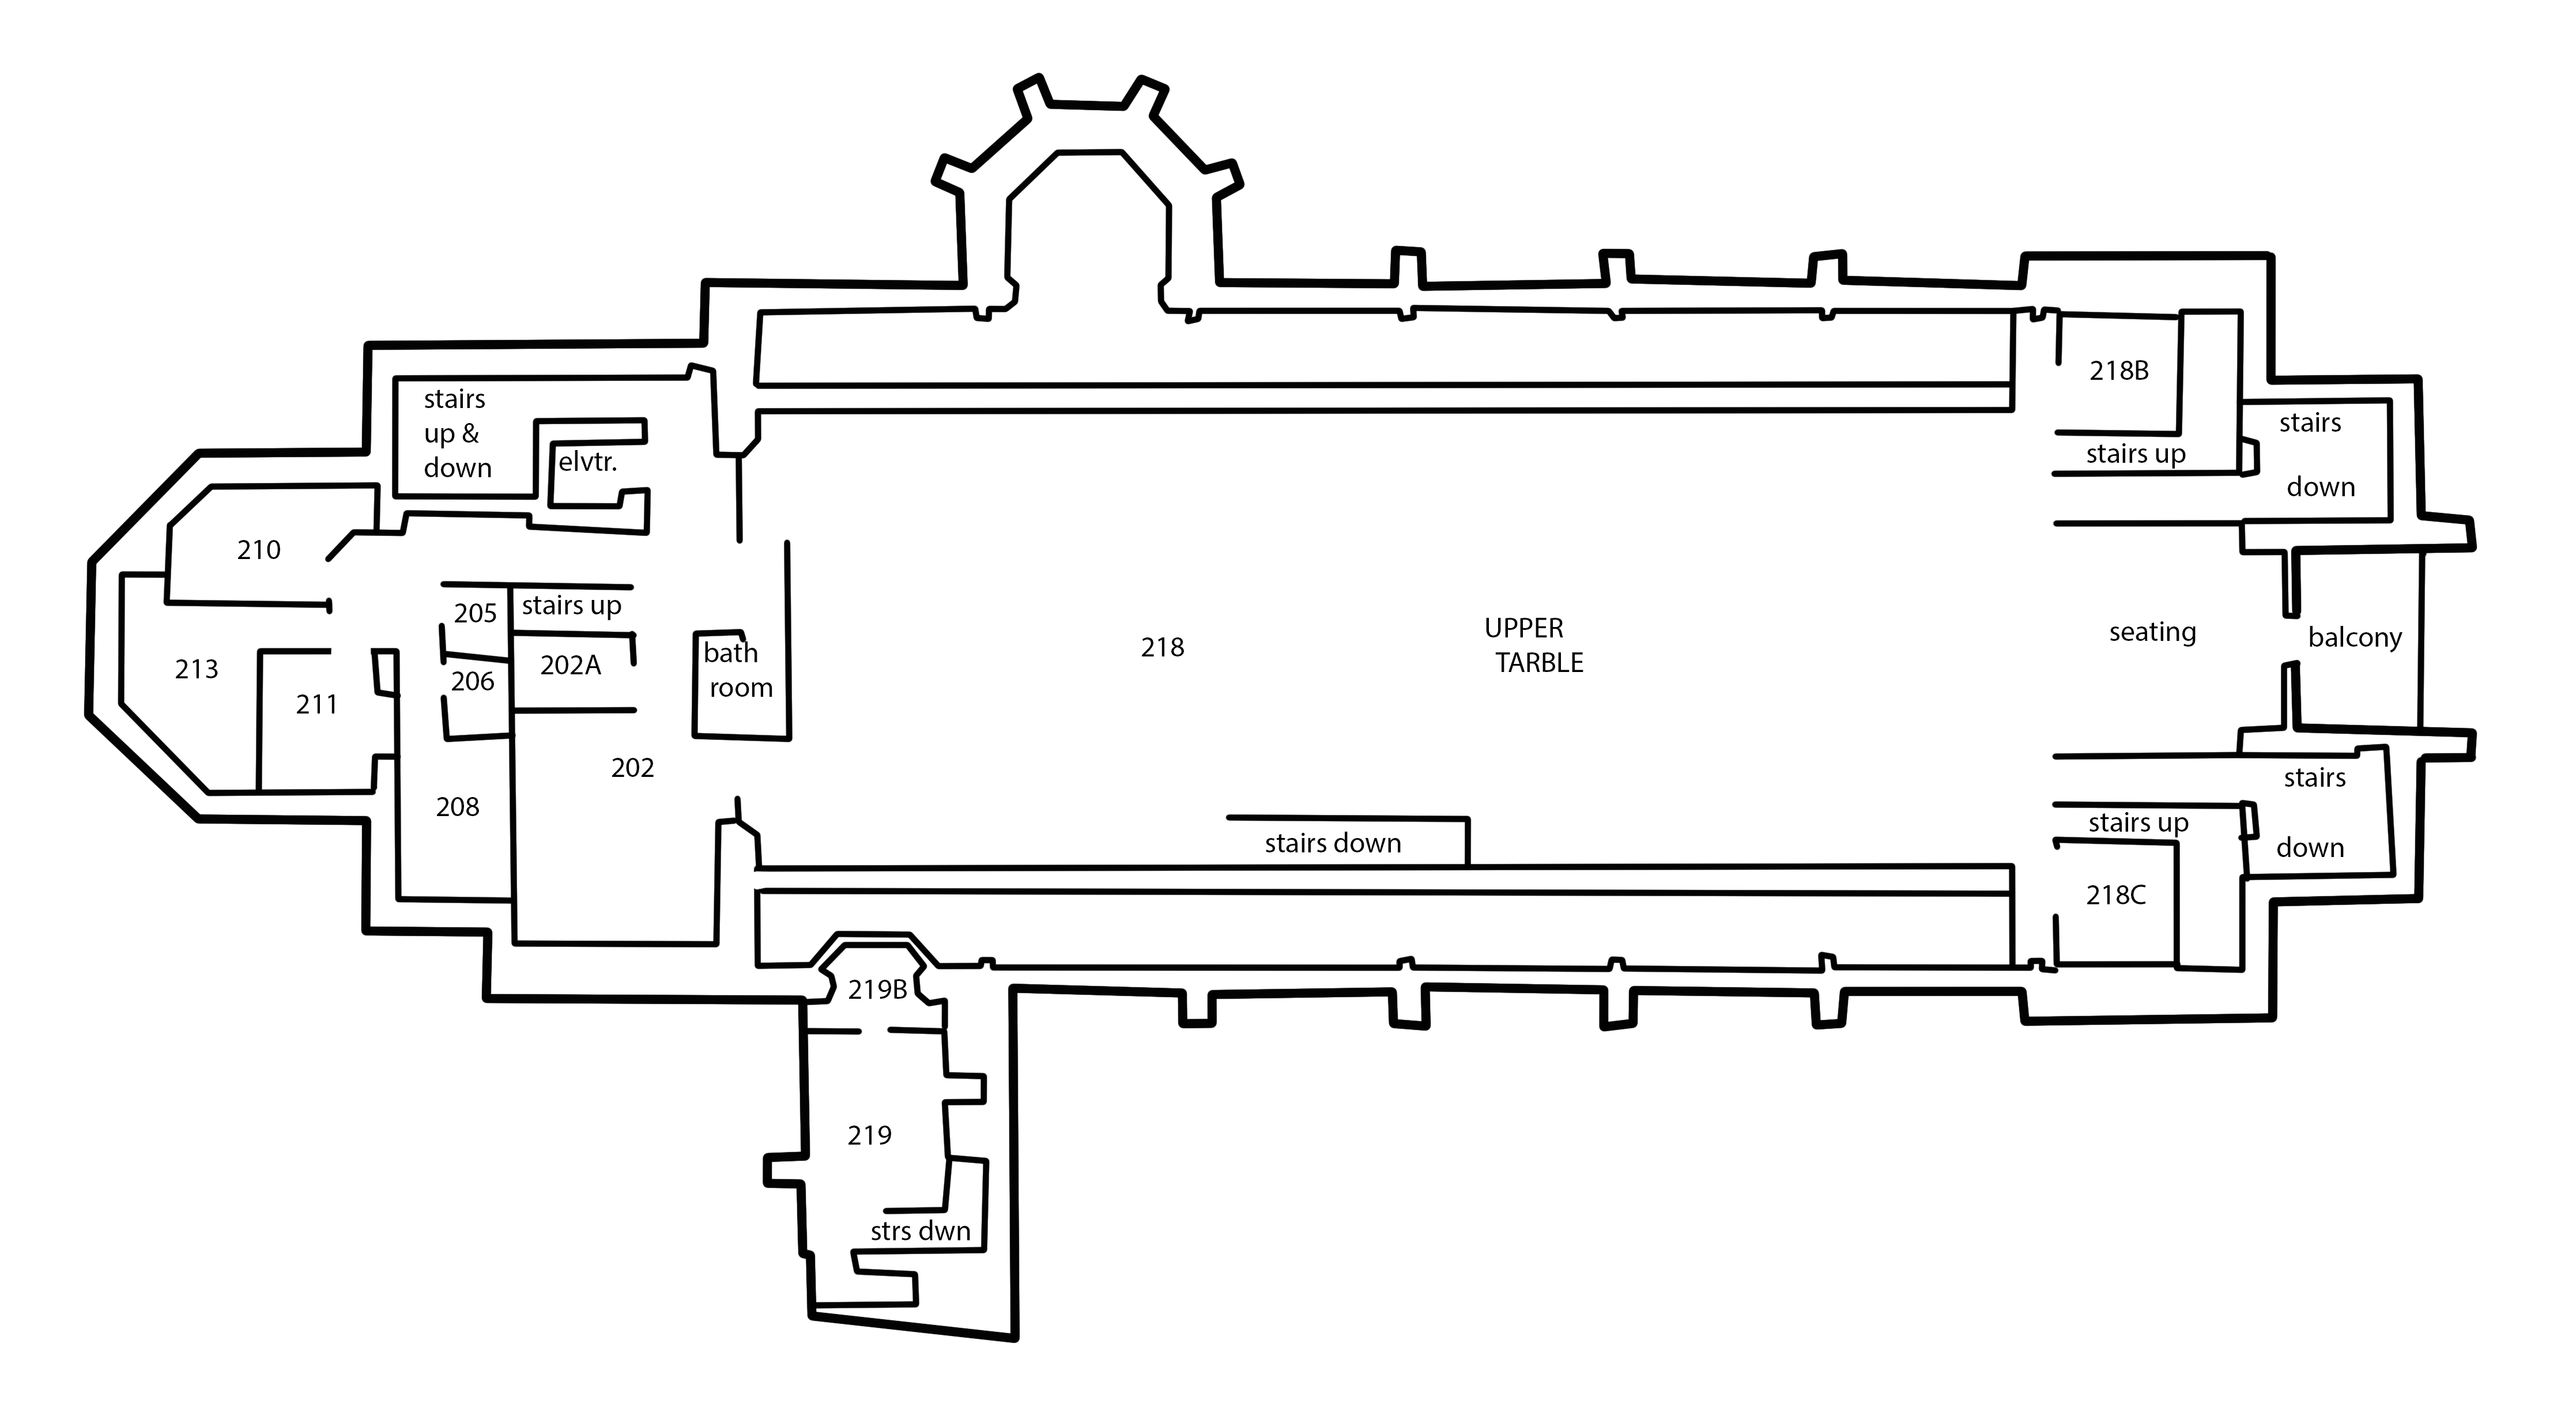 218B
stairs
up &
down
stairs
down
elvtr.
stairs up
210
205
stairs up
UPPER
TARBLE
218
seating
balcony
bath
room
202A
206
213
211
202
208
stairs
down
stairs up
stairs down
218C
219B
219
strs dwn